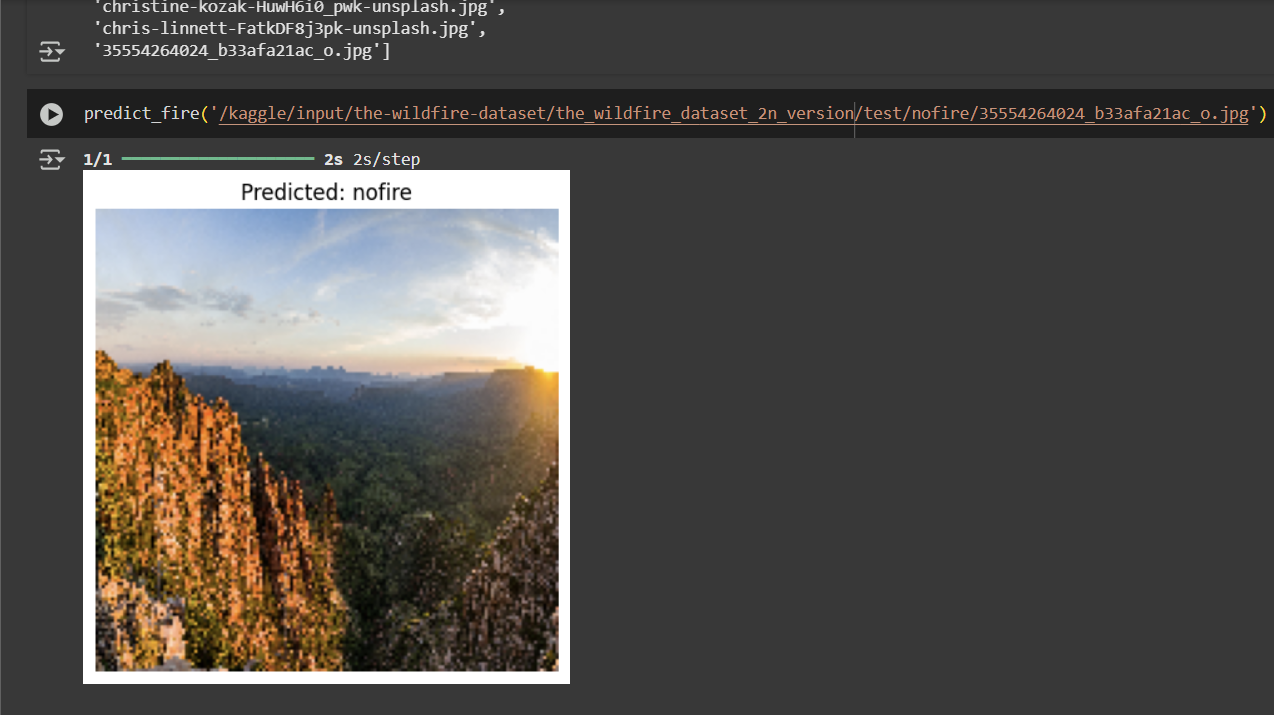 'christine-kozak-HuwH6i0_pwk-unsplash.jpg',
'chris-linnett-FatkDF8j3pk-unsplash.jpg',
'35554264024_b33afa21ac_o.jpg']
predict_fire('/kaggle/input/the-wildfire-dataset/the_wildfire_dataset_2n_version/test/nofire/35554264024_b33afa21ac_o.jpg')
1/1 ━━━━━━━━━━━━━━━━━━━━ 2s 2s/step
Predicted: nofire